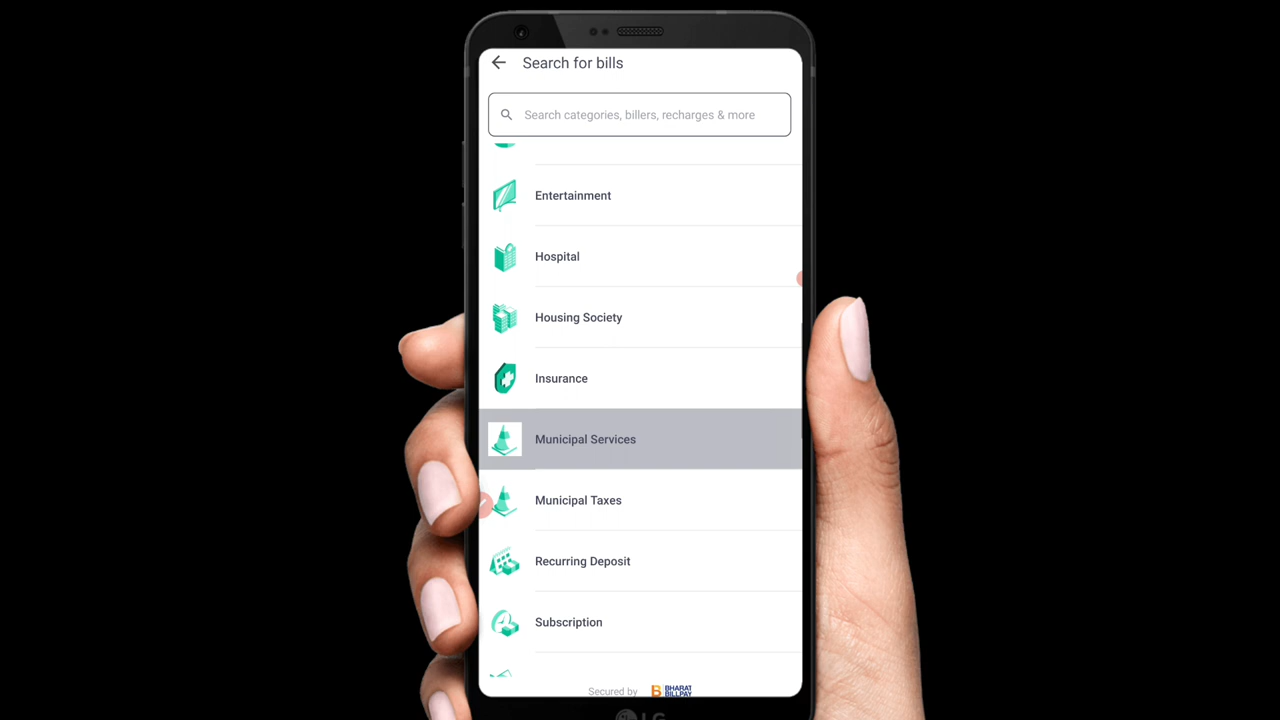 Search for bills
Search categories, billers, recharges & more
Entertainment
Hospital
Housing Society
Insurance
Municipal Services
Municipal Taxes
Recurring Deposit
Subscription
Secured by B BHARAT
BILLPAY
LG